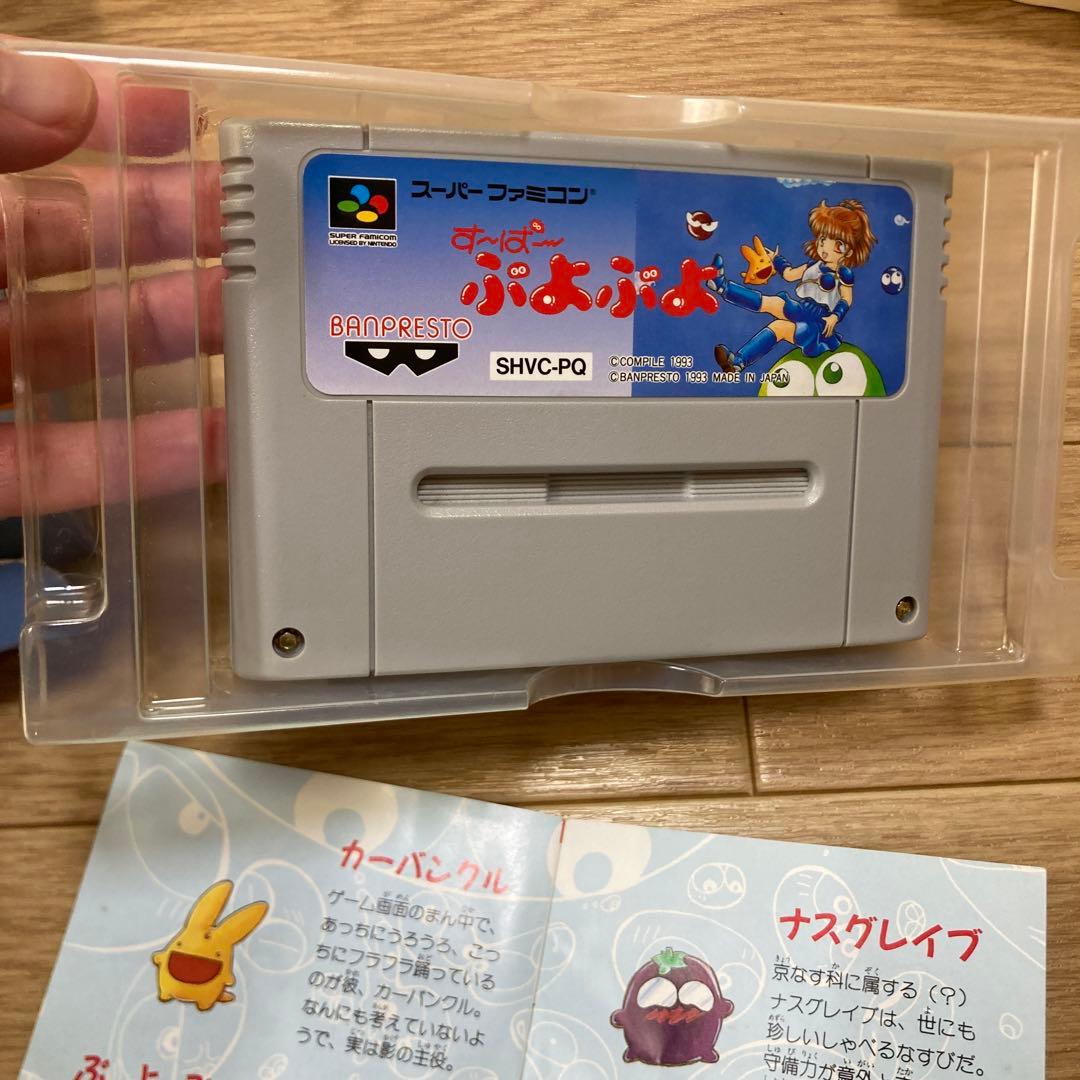 スーパーファミコン®
SUPER FAMICOM
LICENSED BY NINTENDO
す〜ぱ〜
ぷよぷよ
BANPRESTO
SHVC-PQ
©COMPILE 1993
©BANPRESTO 1993 MADE IN JAPAN
カーバンクル
ゲーム画面のまん中で、
あっちにうろうろ、こっ
ちにフラフラ踊っている
のが彼、カーバンクル。
なんにも考えていないよ
うで、実は影の主役。
ナスグレイブ
京なす科に属する(?)
ナスグレイブは、世にも
珍しいしゃべるなすびだ。
守備力が意外に